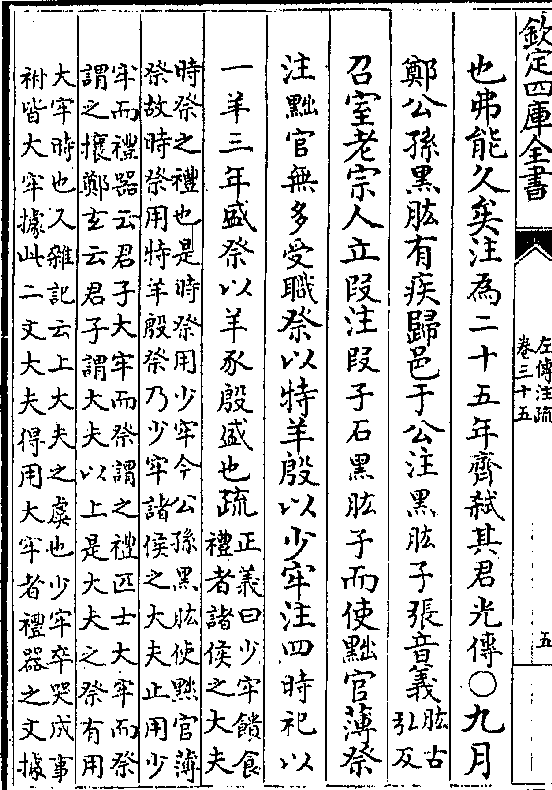 欽定四庫全書
左傳注疏
卷三十五
五
也弗能久矣注為二十五年齊弑其君光傳○九月
鄭公孫黑肱有疾歸邑于公注黑肱子張音義肱古
弘反
召室老宗人立段注段子石黑肱子而使黜官薄祭
注黜官無多受職祭以特羊殷以少牢注四時祀以
一羊三年盛祭以羊豕殷盛也疏正義曰少牢饋食
禮者諸侯之大夫
時祭之禮也是時祭用少牢今公孫黑肱使黜官薄
祭故時祭用特羊殷祭乃少牢諸侯之大夫止用少
牢而禮器云君子大牢而祭謂之禮匹士大牢而祭
謂之攘鄭玄云君子謂大夫以上是大夫之祭有用
大牢時也又雜記云上大夫之虞也少牢卒哭成事
祔皆大牢據此二文大夫得用大牢者禮器之文據